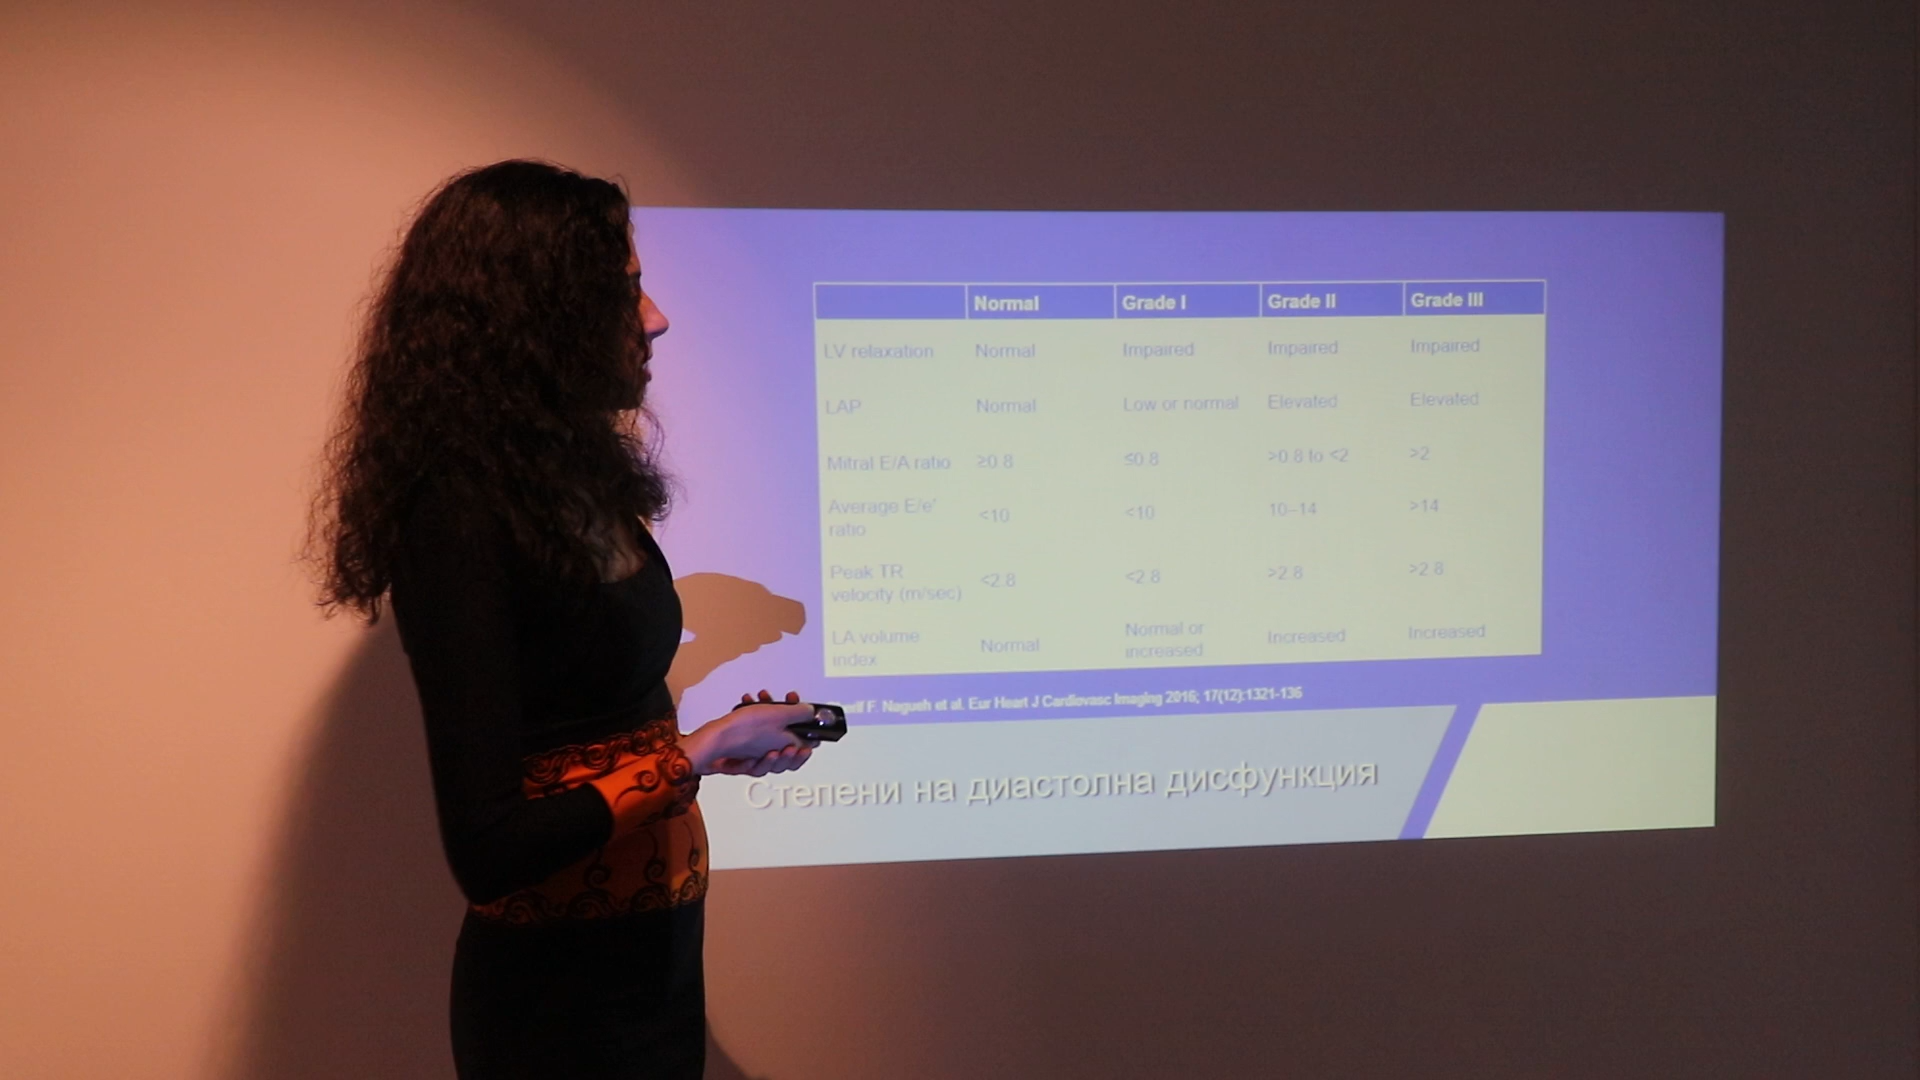 Normal Grade I Grade II Grade III
LV relaxation Normal Impaired Impaired Impaired
LAP Normal Low or normal Elevated Elevated
Mitral E/A ratio ≥0.8 ≤0.8 >0.8 to <2 >2
Average E/e'
ratio <10 <10 10–14 >14
Peak TR
velocity (m/sec) <2.8 <2.8 >2.8 >2.8
LA volume
index Normal Normal or
increased Increased Increased
F. Nagueh et al. Eur Heart J Cardiovasc Imaging 2016; 17(12):1321-136
Степени на диастолна дисфункция